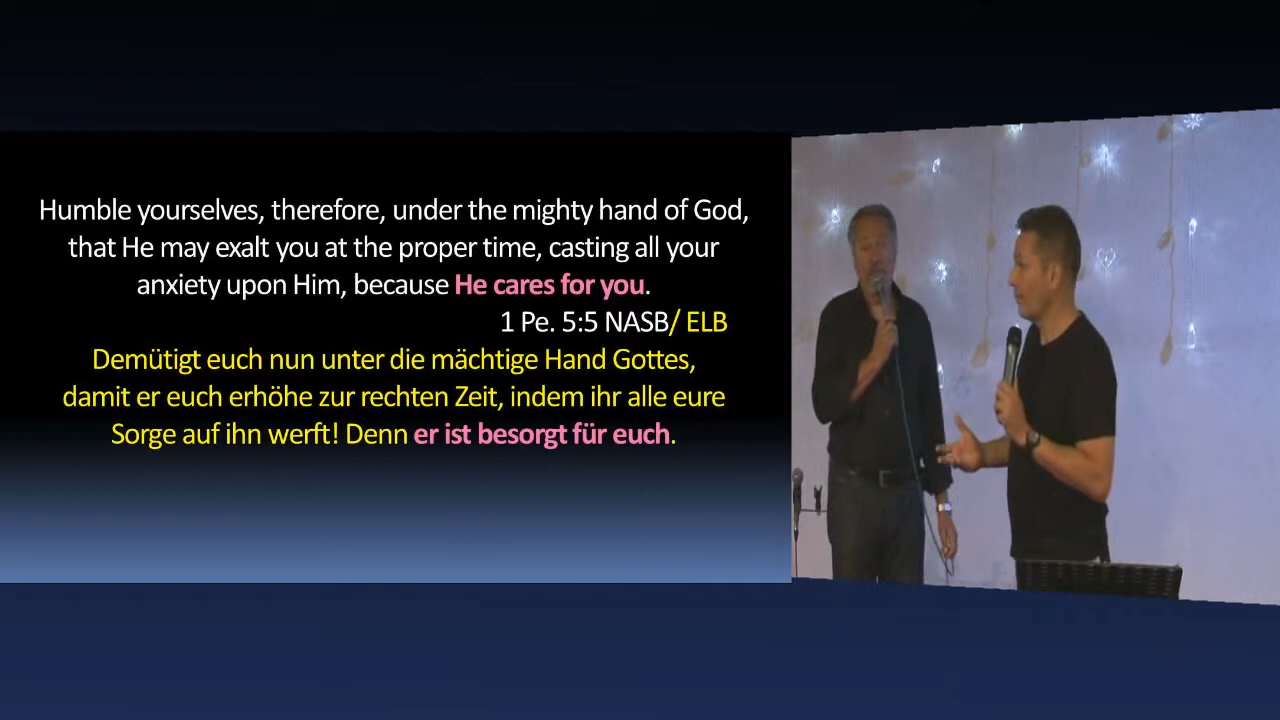 Humble yourselves, therefore, under the mighty hand of God,
that He may exalt you at the proper time, casting all your
anxiety upon Him, because He cares for you.
1 Pe. 5:5 NASB/ ELB
Demütigt euch nun unter die mächtige Hand Gottes,
damit er euch erhöhe zur rechten Zeit, indem ihr alle eure
Sorge auf ihn werft! Denn er ist besorgt für euch.